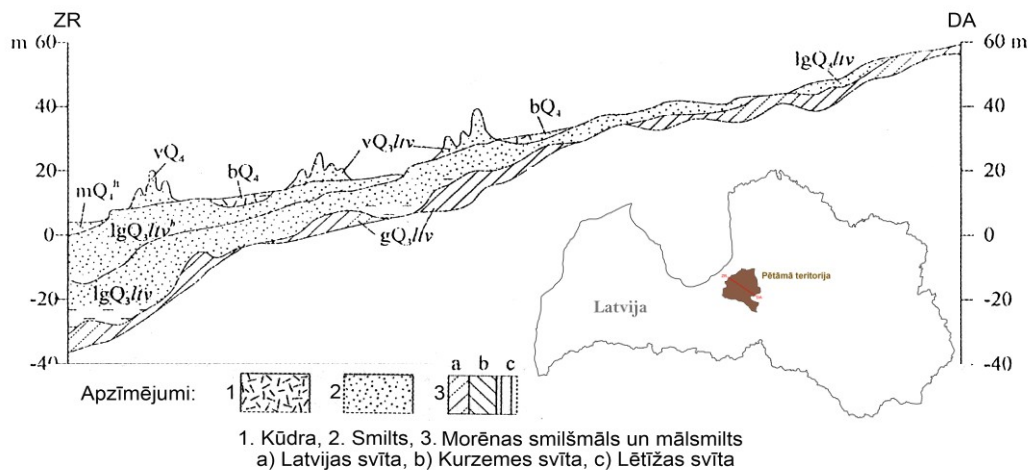 ZR
DA
m 60
60 m
lgQ₃ltv
40
40
bQ₄
vQ₃ltv
vQ₄
bQ₄
20
20
mQ₄ʰ
lgQ₃ltvᵇ
gQ₃ltv
0
0
Pētāmā teritorija
lgQ₃ltv
-20
Latvija
-20
-40
-40
a b c
Apzīmējumi: 1 2 3
1. Kūdra, 2. Smilts, 3. Morēnas smilšmāls un mālsmilts
a) Latvijas svīta, b) Kurzemes svīta, c) Lētīžas svīta